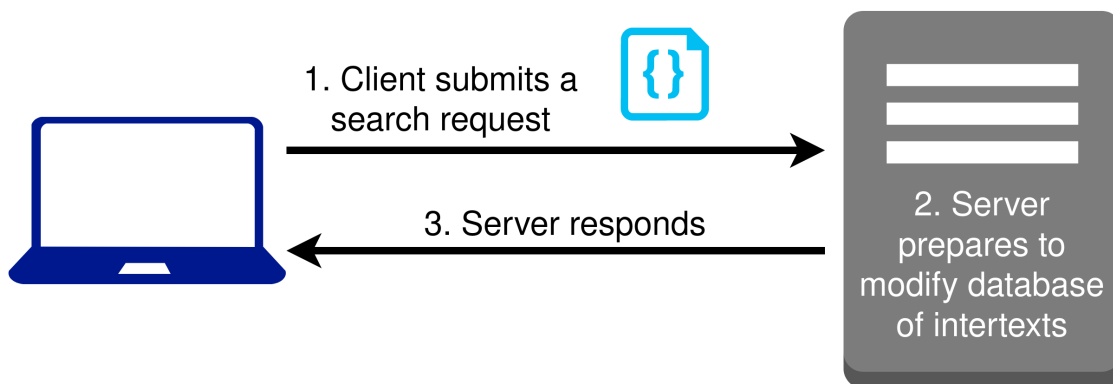 1. Client submits a
search request
{}
3. Server responds
2. Server
prepares to
modify database
of intertexts